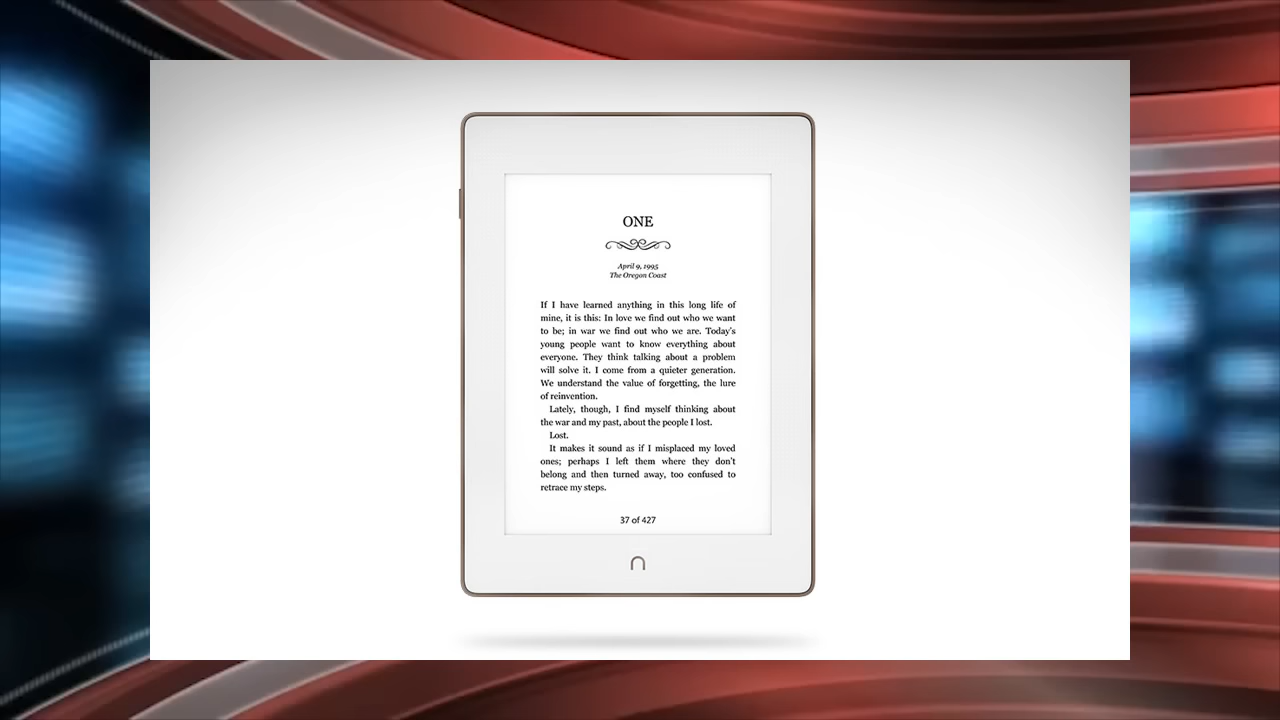 ONE
April 9, 1995
The Oregon Coast
If I have learned anything in this long life of
mine, it is this: In love we find out who we want
to be; in war we find out who we are. Today's
young people want to know everything about
everyone. They think talking about a problem
will solve it. I come from a quieter generation.
We understand the value of forgetting, the lure
of reinvention.
Lately, though, I find myself thinking about
the war and my past, about the people I lost.
Lost.
It makes it sound as if I misplaced my loved
ones; perhaps I left them where they don't
belong and then turned away, too confused to
retrace my steps.
37 of 427